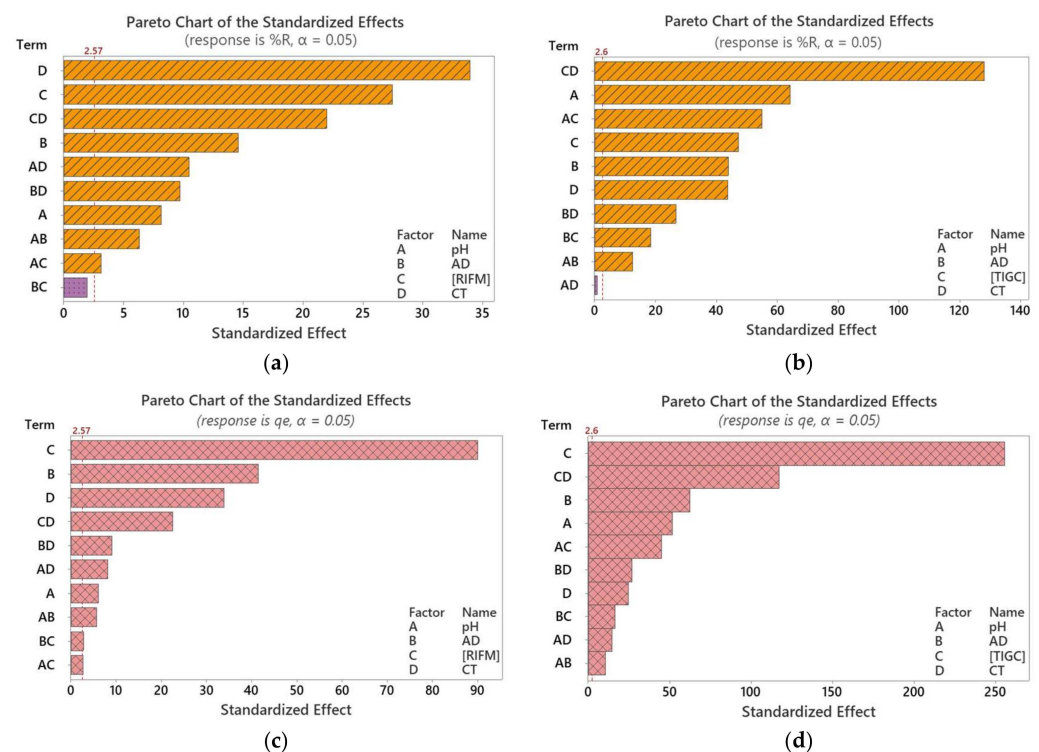 Pareto Chart of the Standardized Effects
(response is %R, α = 0.05)
Term
2.57
D
C
CD
B
AD
BD
A
AB
AC
BC
Factor Name
A pH
B AD
C [RIFM]
D CT
0 5 10 15 20 25 30 35
Standardized Effect
(a)
Pareto Chart of the Standardized Effects
(response is %R, α = 0.05)
Term
2.6
CD
A
AC
C
B
D
BD
BC
AB
AD
Factor Name
A pH
B AD
C [TIGC]
D CT
0 20 40 60 80 100 120 140
Standardized Effect
(b)
Pareto Chart of the Standardized Effects
(response is qe, α = 0.05)
Term
2.57
C
B
D
CD
BD
AD
A
AB
BC
AC
Factor Name
A pH
B AD
C [RIFM]
D CT
0 10 20 30 40 50 60 70 80 90
Standardized Effect
(c)
Pareto Chart of the Standardized Effects
(response is qe, α = 0.05)
Term
2.6
C
CD
B
A
AC
BD
D
BC
AD
AB
Factor Name
A pH
B AD
C [TIGC]
D CT
0 50 100 150 200 250
Standardized Effect
(d)